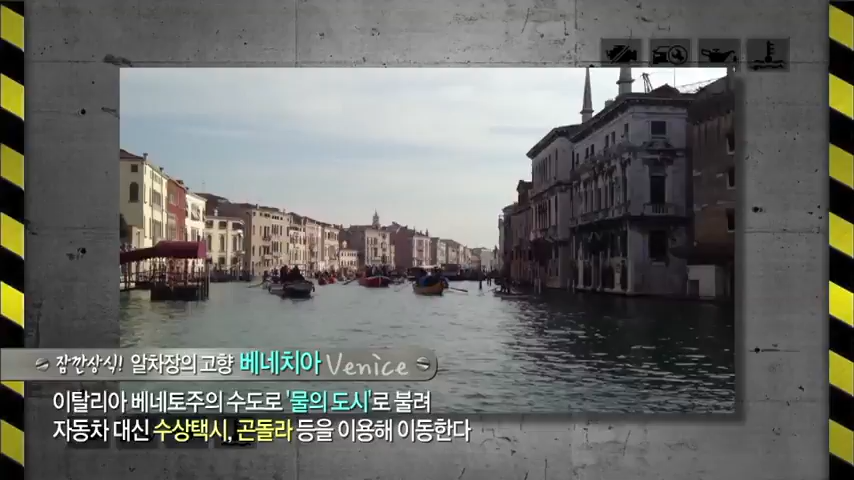 잠깐상식! 알차장의 고향 베네치아 Venice
이탈리아 베네토주의 수도로 '물의 도시'로 불려
자동차 대신 수상택시, 곤돌라 등을 이용해 이동한다